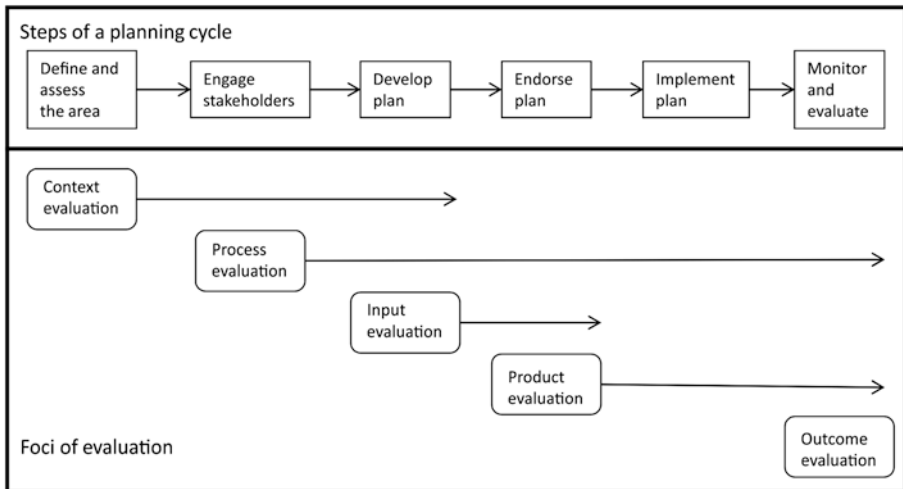 Steps of a planning cycle
Define and
assess
the area
Engage
stakeholders
Develop
plan
Endorse
plan
Implement
plan
Monitor
and
evaluate
Context
evaluation
Process
evaluation
Input
evaluation
Product
evaluation
Outcome
evaluation
Foci of evaluation